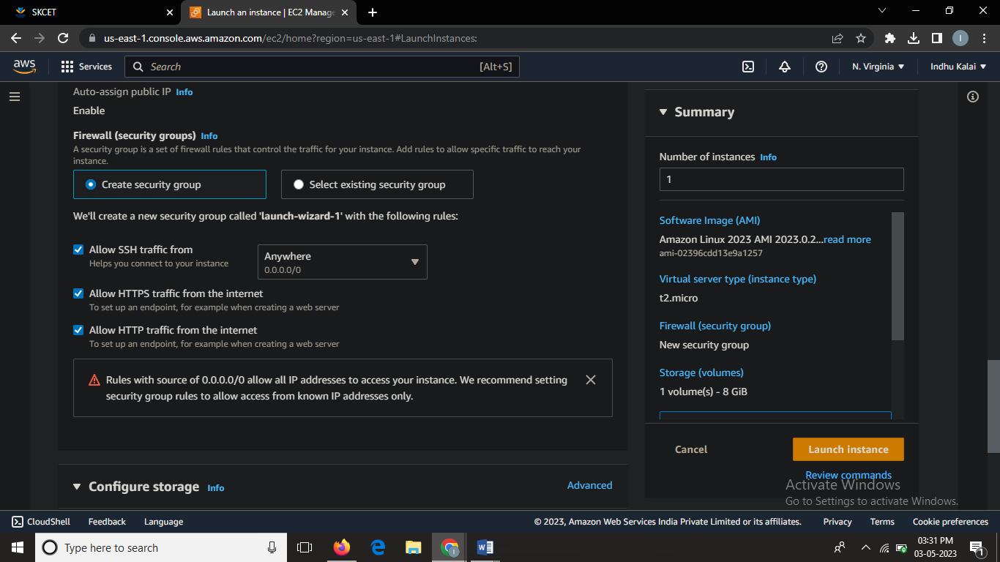 SKCET
Launch an instance | EC2 Manage
us-east-1.console.aws.amazon.com/ec2/home?region=us-east-1#LaunchInstances:
I
aws
Services
Search
[Alt+S]
N. Virginia
Indhu Kalai
Auto-assign public IP Info
Enable
Firewall (security groups) Info
A security group is a set of firewall rules that control the traffic for your instance. Add rules to allow specific traffic to reach your
instance.
Create security group
Select existing security group
We'll create a new security group called 'launch-wizard-1' with the following rules:
Allow SSH traffic from
Helps you connect to your instance
Anywhere
0.0.0.0/0
Allow HTTPS traffic from the internet
To set up an endpoint, for example when creating a web server
Allow HTTP traffic from the internet
To set up an endpoint, for example when creating a web server
Rules with source of 0.0.0.0/0 allow all IP addresses to access your instance. We recommend setting
security group rules to allow access from known IP addresses only.
Configure storage Info
Advanced
Summary
Number of instances Info
1
Software Image (AMI)
Amazon Linux 2023 AMI 2023.0.2...read more
ami-02396cdd13e9a1257
Virtual server type (instance type)
t2.micro
Firewall (security group)
New security group
Storage (volumes)
1 volume(s) - 8 GiB
Cancel
Launch instance
Review commands
Activate Windows
Go to Settings to activate Windows.
CloudShell
Feedback
Language
© 2023, Amazon Web Services India Private Limited or its affiliates.
Privacy
Terms
Cookie preferences
Type here to search
03:31 PM
03-05-2023
1